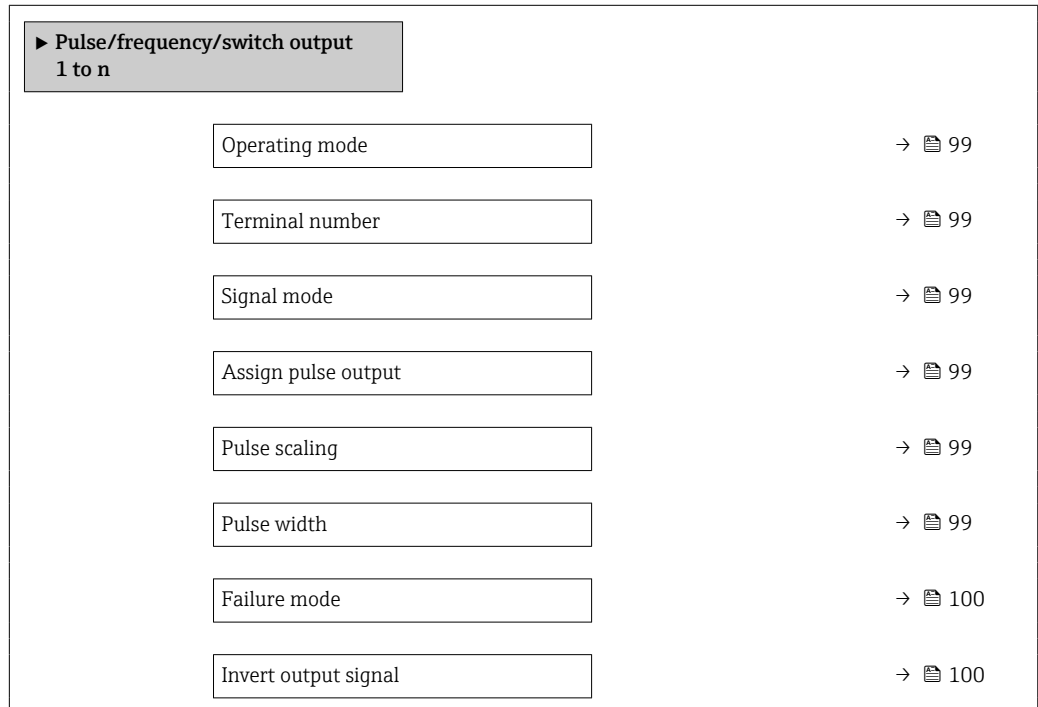 ▶ Pulse/frequency/switch output
1 to n
Operating mode → 99
Terminal number → 99
Signal mode → 99
Assign pulse output → 99
Pulse scaling → 99
Pulse width → 99
Failure mode → 100
Invert output signal → 100